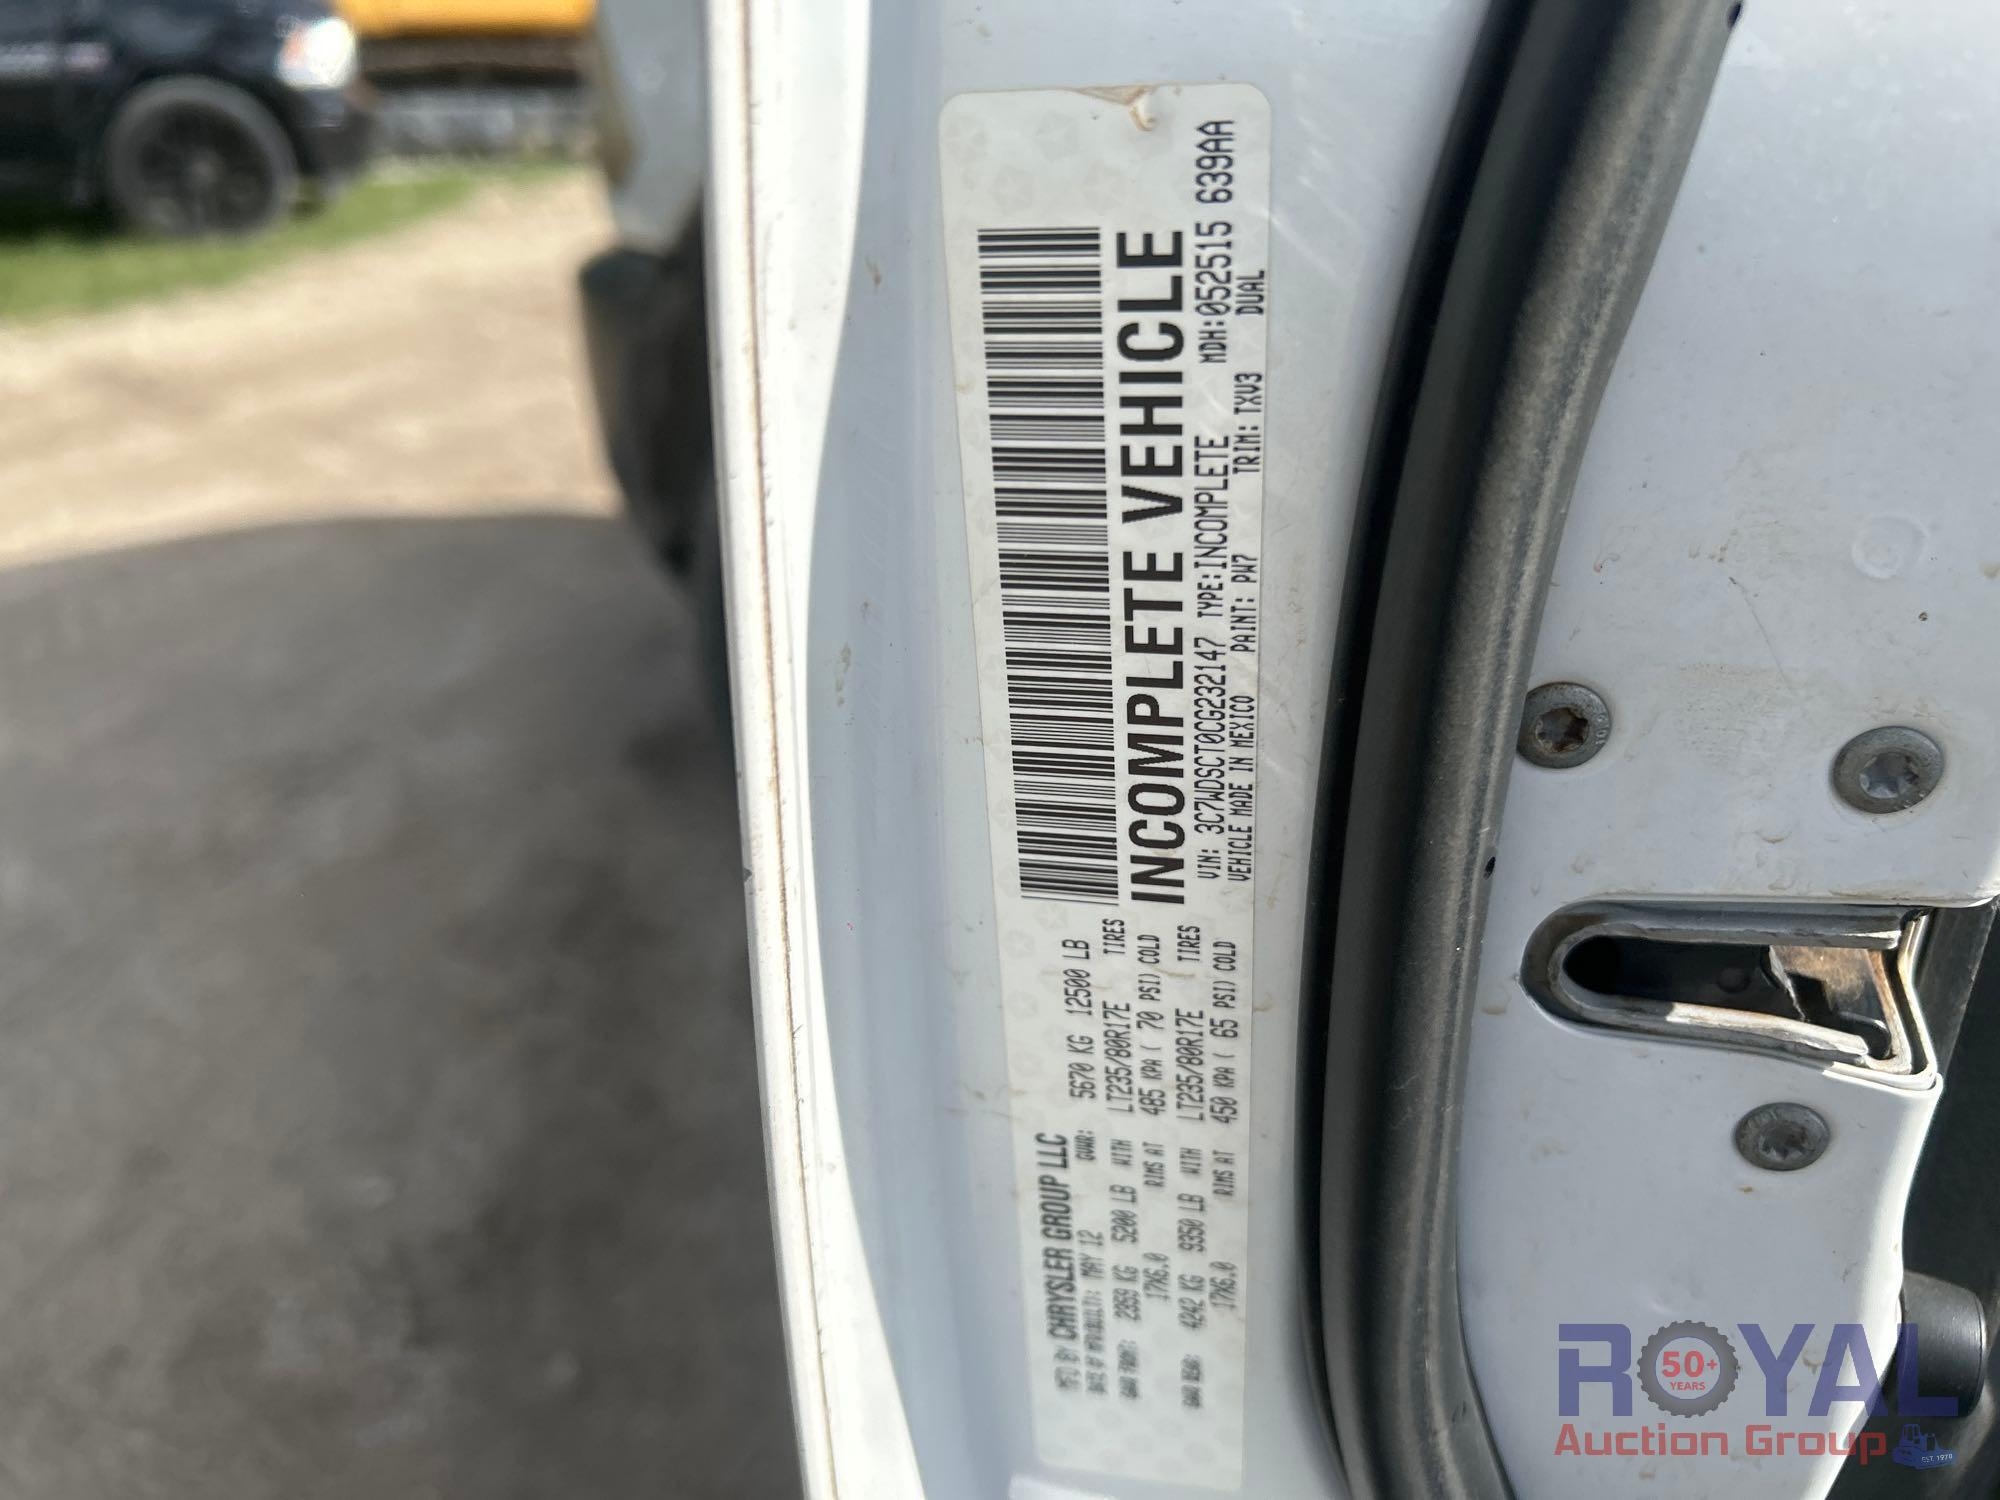 MFD BY CHRYSLER GROUP LLC
DATE OF MFR(BUILT): MAY 12 GVWR: 5670 KG 12500 LB
GAWR FRONT: 2359 KG 5200 LB WITH LT235/80R17E TIRES
17X6.0 RIMS AT 485 KPA ( 70 PSI) COLD
GAWR REAR: 4242 KG 9350 LB WITH LT235/80R17E TIRES
17X6.0 RIMS AT 450 KPA ( 65 PSI) COLD
INCOMPLETE VEHICLE
VIN: 3C7WDSCT0CG232147 TYPE:INCOMPLETE MDH:052515 639AA
VEHICLE MADE IN MEXICO PAINT: PW7 TRIM: TXV3 DUAL
ROYAL
50+
YEARS
Auction Group
EST. 1970